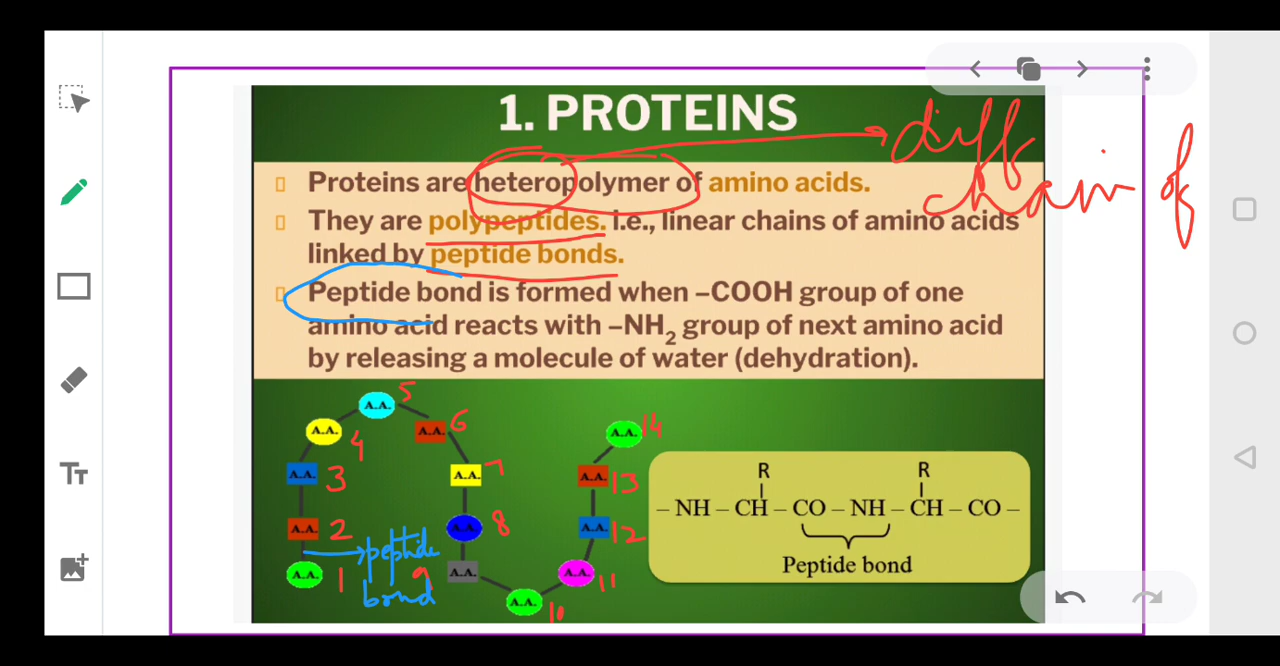 1. PROTEINS
diff
chain of
Proteins are heteropolymer of amino acids.
They are polypeptides. i.e., linear chains of amino acids
linked by peptide bonds.
Peptide bond is formed when –COOH group of one
amino acid reacts with –NH₂ group of next amino acid
by releasing a molecule of water (dehydration).
A.A. 5
A.A. 4
A.A. 6
A.A. 14
A.A. 3
A.A. 7
A.A. 13
A.A. 2
A.A. 8
A.A. 12
A.A. 1
peptide
bond
A.A. 9
A.A. 11
A.A. 10
R R
– NH – CH – CO – NH – CH – CO –
Peptide bond
TT